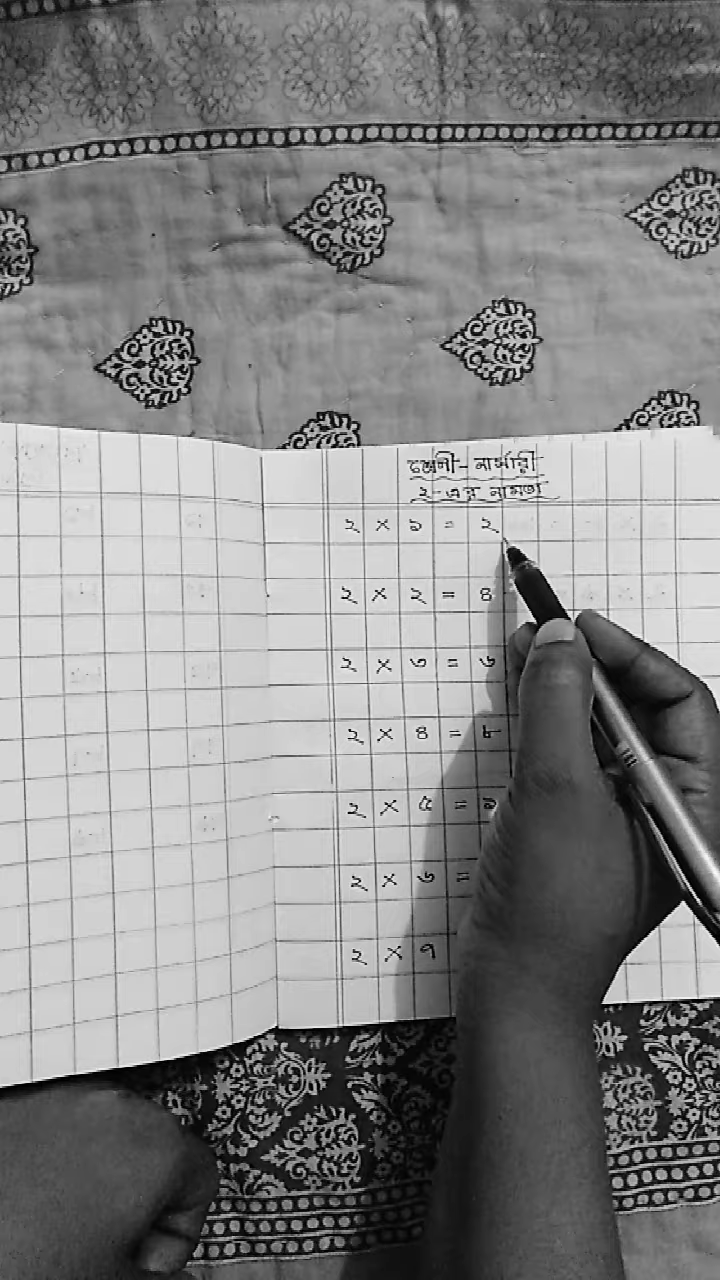 শ্রেণী - নার্সারী
২-এর নামতা
২ × ১ = ২
২ × ২ = ৪
২ × ৩ = ৬
২ × ৪ = ৮
২ × ৫ = ১
২ × ৬ =
২ × ৭